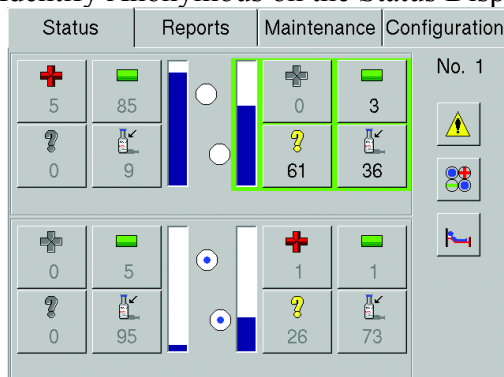 Identify Anonymous on the Status Disp
Status Reports Maintenance Configuration
No. 1
5 85 0 3
0 9 61 36
0 5 1 1
0 95 26 73